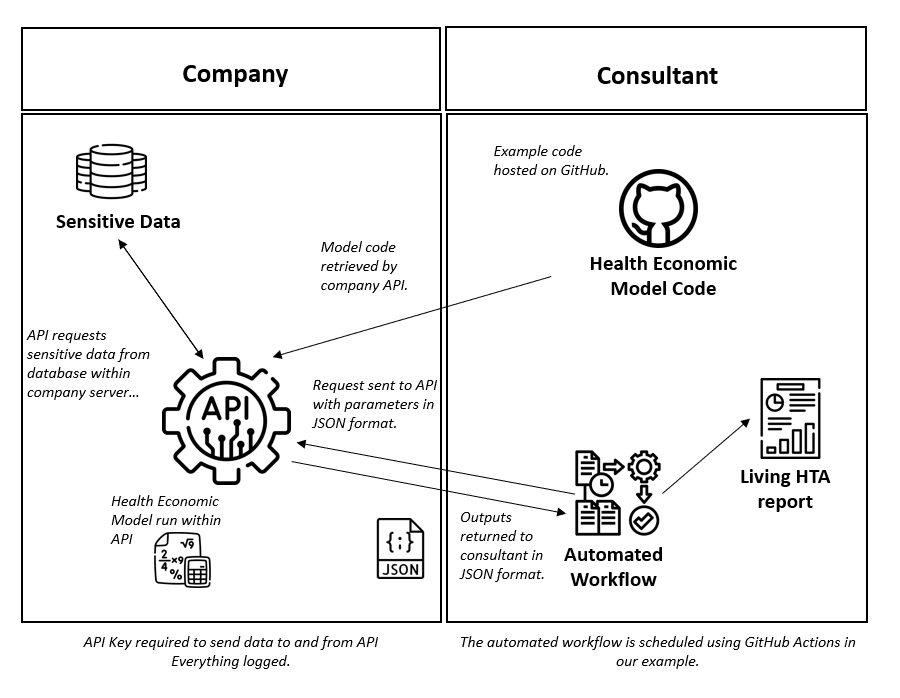 Company
Consultant
Example code
hosted on GitHub.
Sensitive Data
Model code
retrieved by
company API.
Health Economic
Model Code
API requests
sensitive data from
database within
company server…
API
Request sent to API
with parameters in
JSON format.
Living HTA
report
Health Economic
Model run within
API
√9
2
4
×9
%
{;}
JSON
Outputs
returned to
consultant in
JSON format.
Automated
Workflow
API Key required to send data to and from API
Everything logged.
The automated workflow is scheduled using GitHub Actions in
our example.